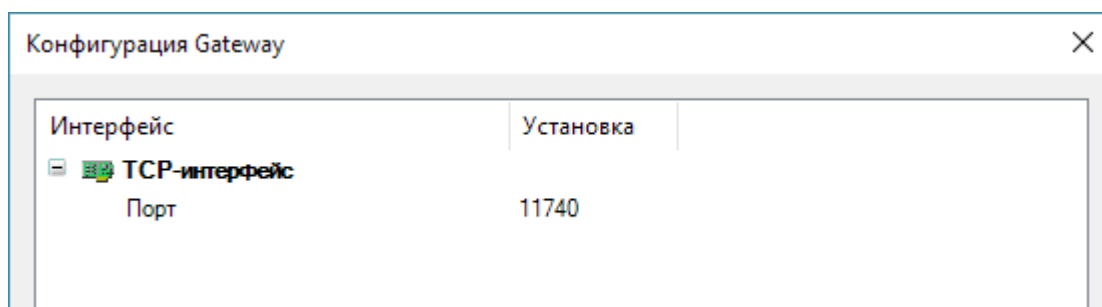 Конфигурация Gateway
Интерфейс Установка
TCP-интерфейс
Порт 11740